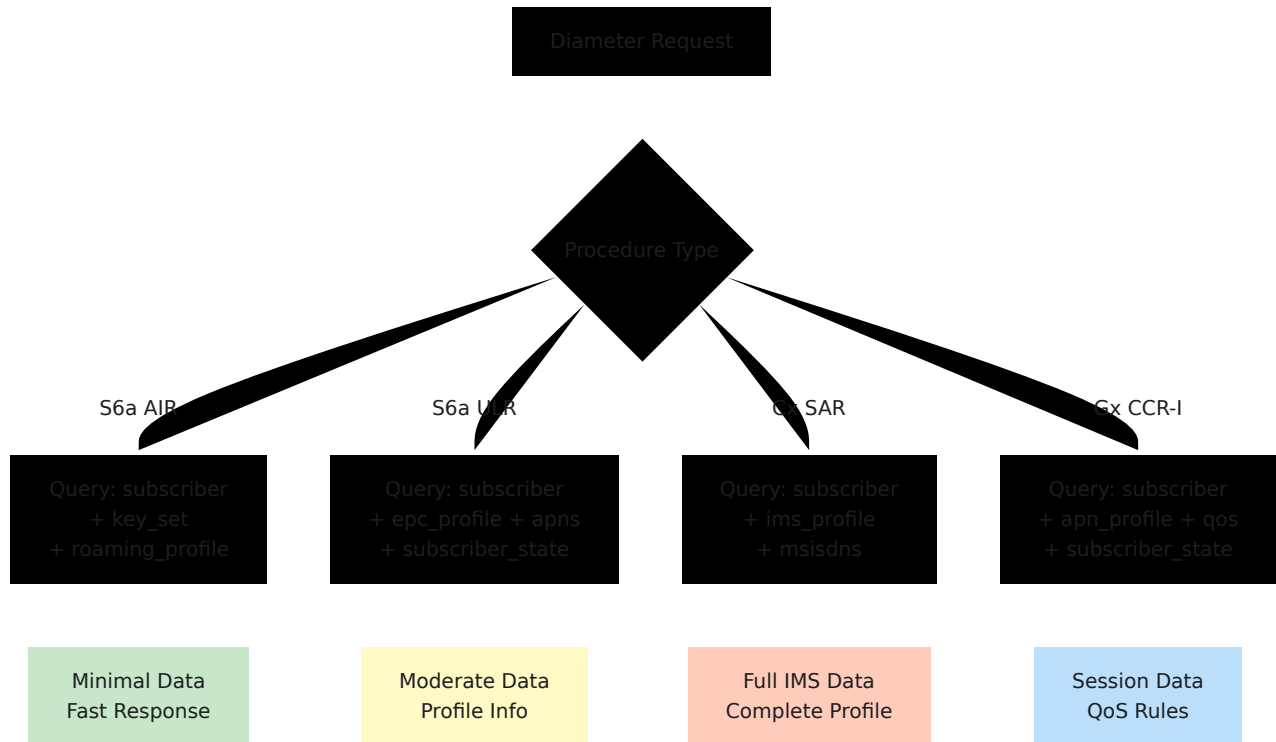 Diameter Request
Procedure Type
S6a AIR
S6a ULR
Cx SAR
Gx CCR-I
Query: subscriber
+ key_set
+ roaming_profile
Query: subscriber
+ epc_profile + apns
+ subscriber_state
Query: subscriber
+ ims_profile
+ msisdns
Query: subscriber
+ apn_profile + qos
+ subscriber_state
Minimal Data
Fast Response
Moderate Data
Profile Info
Full IMS Data
Complete Profile
Session Data
QoS Rules